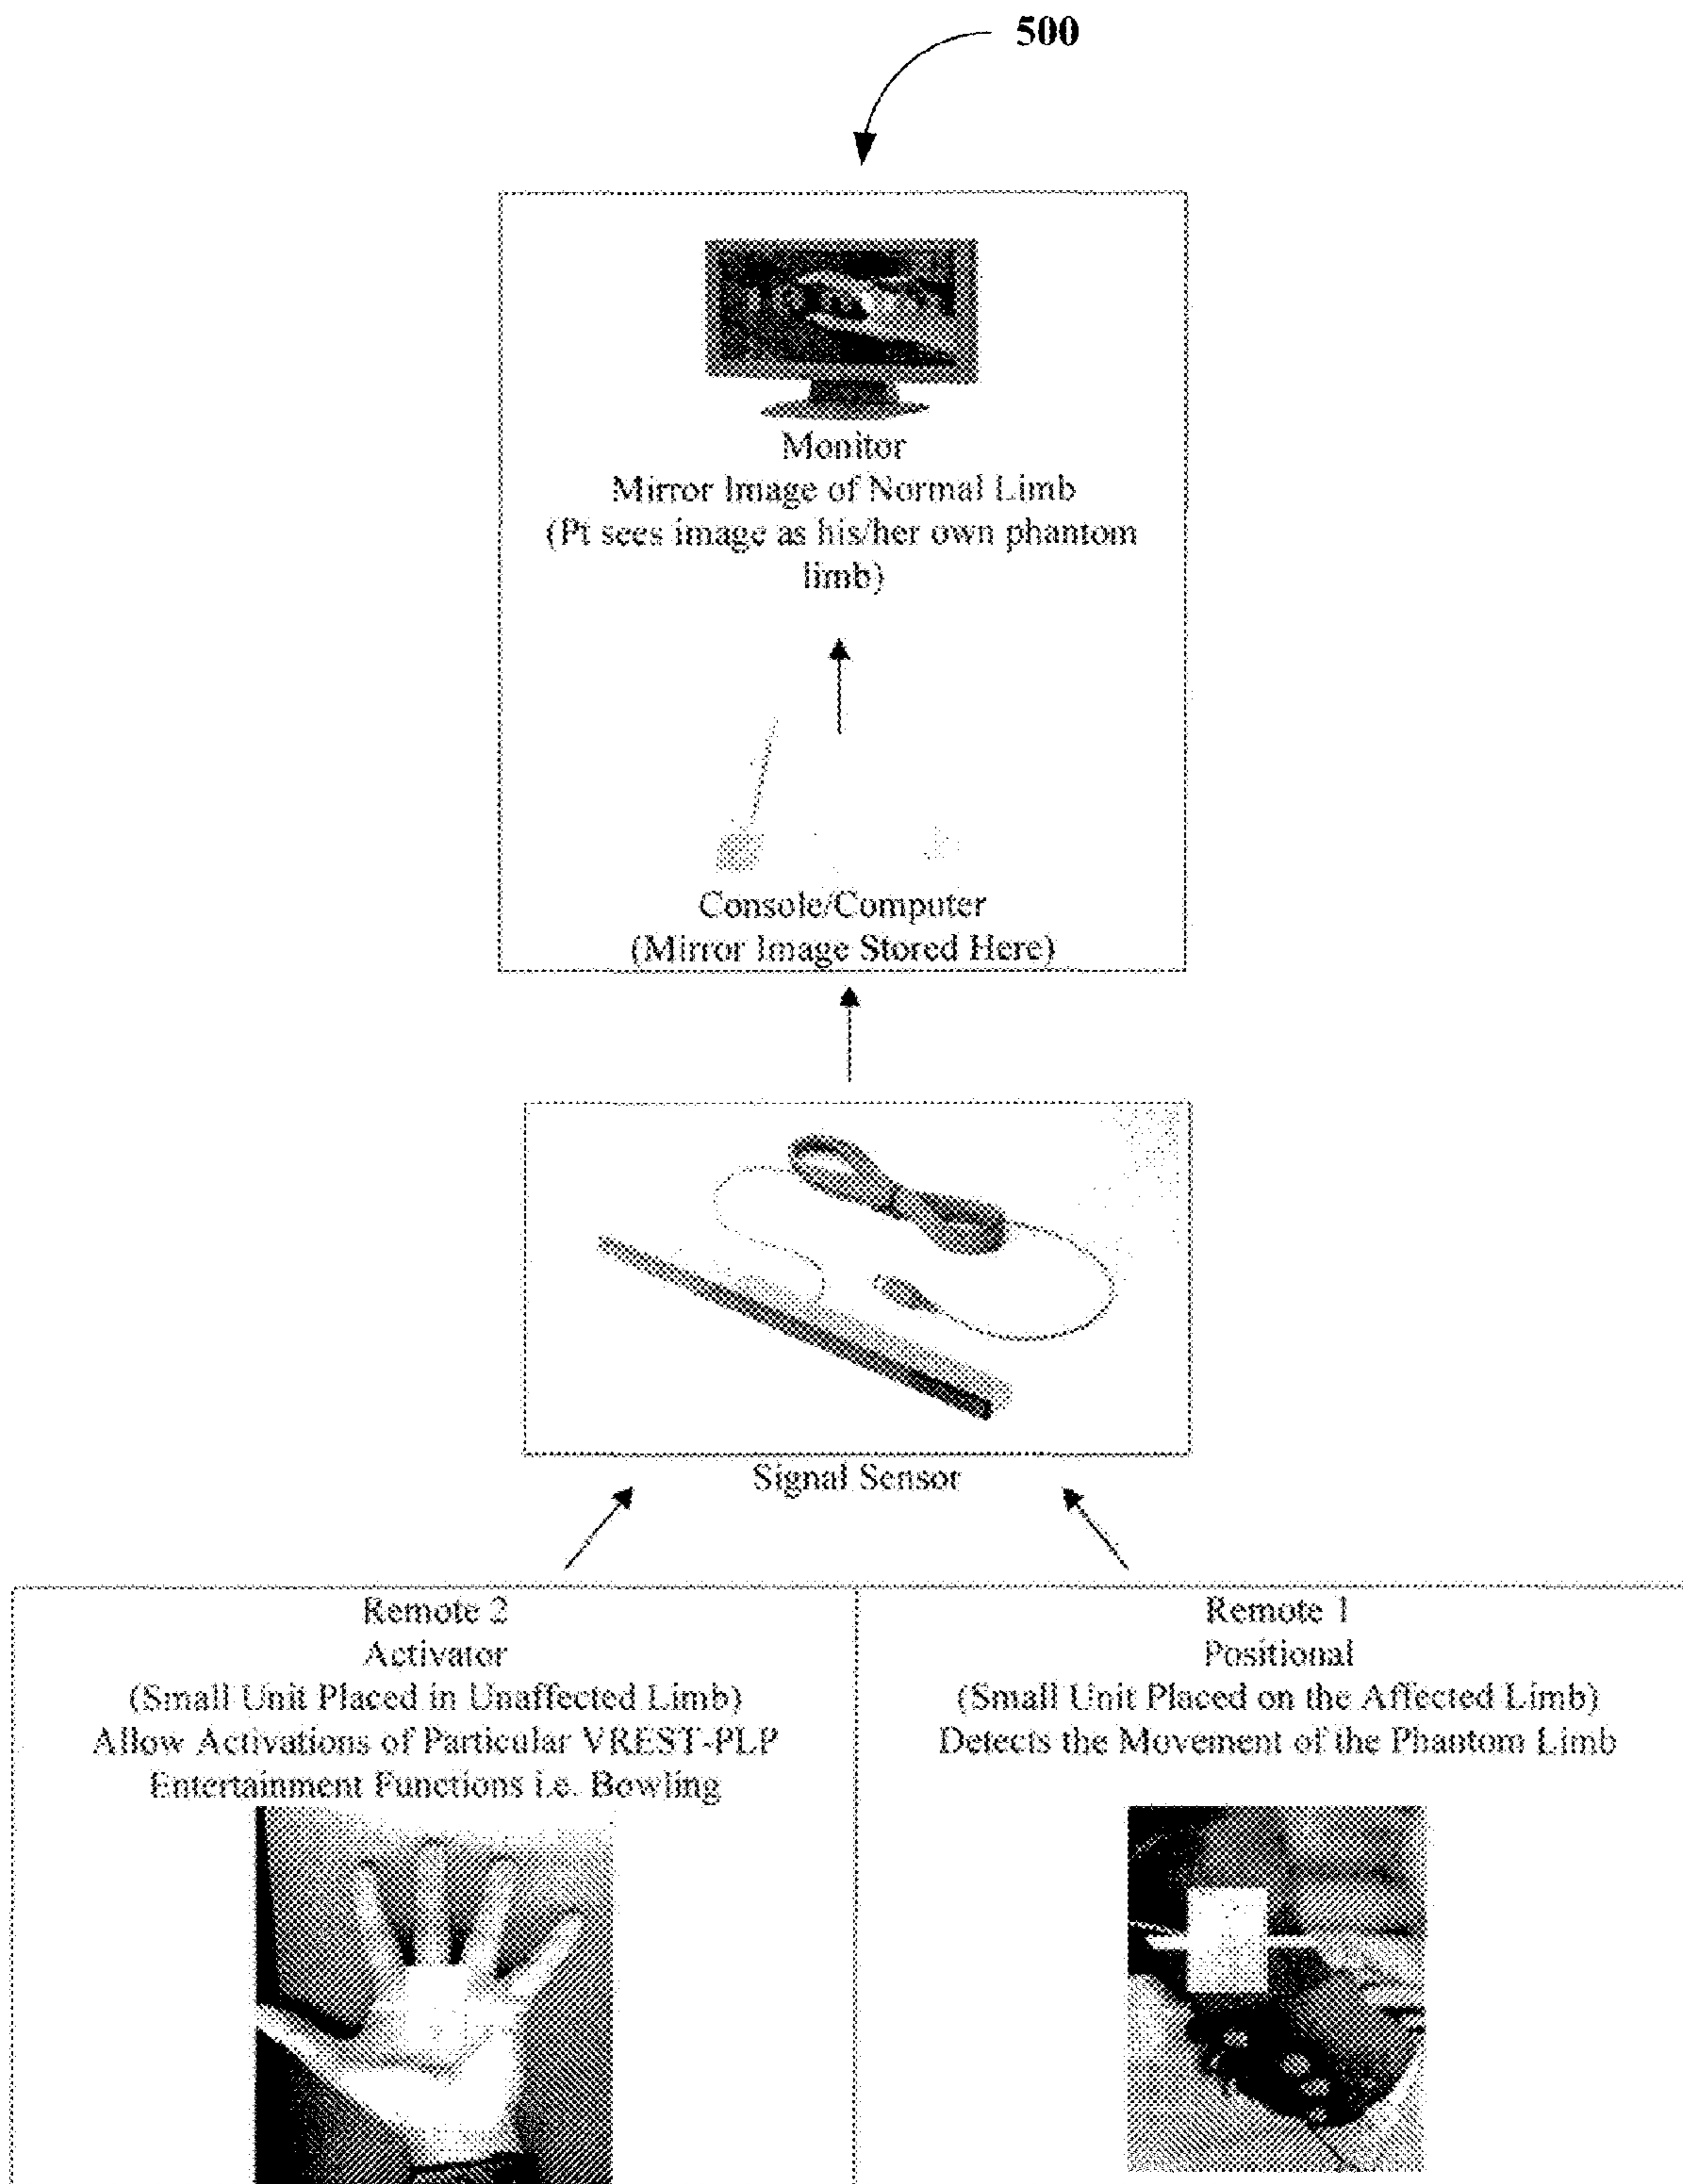 500
Monitor
Mirror Image of Normal Limb
(Pt sees image as his/her own phantom
limb)
Console/Computer
(Mirror Image Stored Here)
Signal Sensor
Remote 2
Activator
(Small Unit Placed in Unaffected Limb)
Allow Activations of Particular VREST-PLP
Entertainment Functions i.e. Bowling
Remote 1
Positional
(Small Unit Placed on the Affected Limb)
Detects the Movement of the Phantom Limb